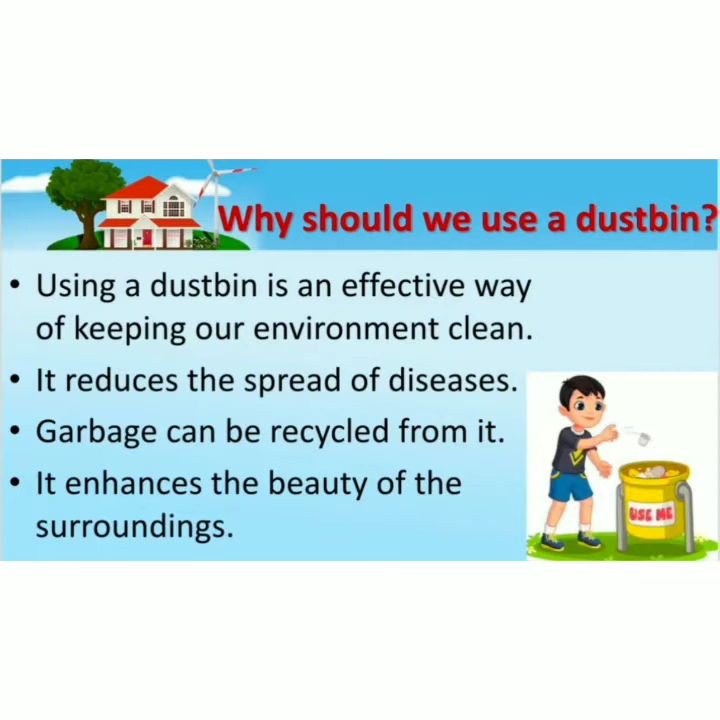 Why should we use a dustbin?
• Using a dustbin is an effective way
of keeping our environment clean.
• It reduces the spread of diseases.
• Garbage can be recycled from it.
• It enhances the beauty of the
surroundings.
USE ME